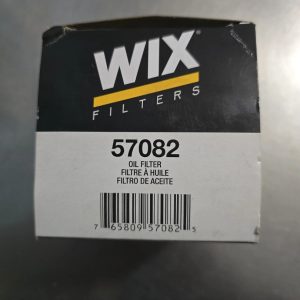 WIX
FILTERS
57082
OIL FILTER
FILTRE À HUILE
FILTRO DE ACEITE
7 65809 57082 5